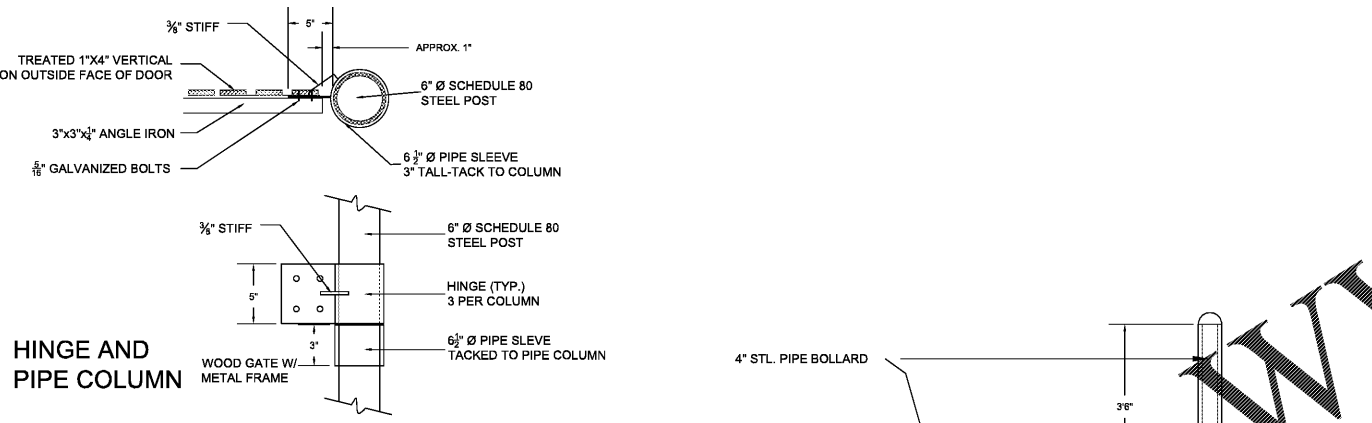 ⅜" STIFF
5"
APPROX. 1"
TREATED 1"X4" VERTICAL
ON OUTSIDE FACE OF DOOR
6" Ø SCHEDULE 80
STEEL POST
3"x3"x¼" ANGLE IRON
5/16" GALVANIZED BOLTS
6 ½" Ø PIPE SLEEVE
3" TALL-TACK TO COLUMN
⅜" STIFF
6" Ø SCHEDULE 80
STEEL POST
5"
HINGE (TYP.)
3 PER COLUMN
3"
6½" Ø PIPE SLEVE
TACKED TO PIPE COLUMN
WOOD GATE W/
METAL FRAME
HINGE AND
PIPE COLUMN
4" STL. PIPE BOLLARD
3'6"
W